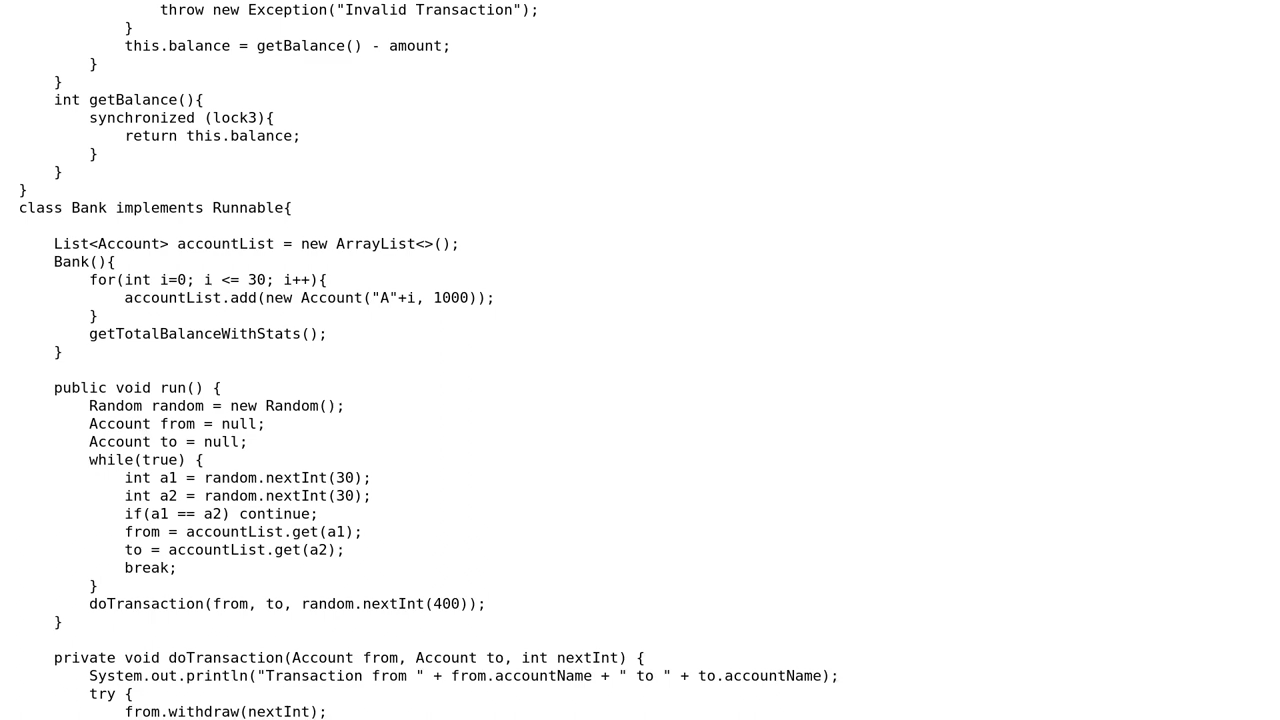 throw new Exception("Invalid Transaction");
            }
            this.balance = getBalance() - amount;
        }
    }
    int getBalance(){
        synchronized (lock3){
            return this.balance;
        }
    }
}
class Bank implements Runnable{

    List<Account> accountList = new ArrayList<>();
    Bank(){
        for(int i=0; i <= 30; i++){
            accountList.add(new Account("A"+i, 1000));
        }
        getTotalBalanceWithStats();
    }

    public void run() {
        Random random = new Random();
        Account from = null;
        Account to = null;
        while(true) {
            int a1 = random.nextInt(30);
            int a2 = random.nextInt(30);
            if(a1 == a2) continue;
            from = accountList.get(a1);
            to = accountList.get(a2);
            break;
        }
        doTransaction(from, to, random.nextInt(400));
    }

    private void doTransaction(Account from, Account to, int nextInt) {
        System.out.println("Transaction from " + from.accountName + " to " + to.accountName);
        try {
            from.withdraw(nextInt);